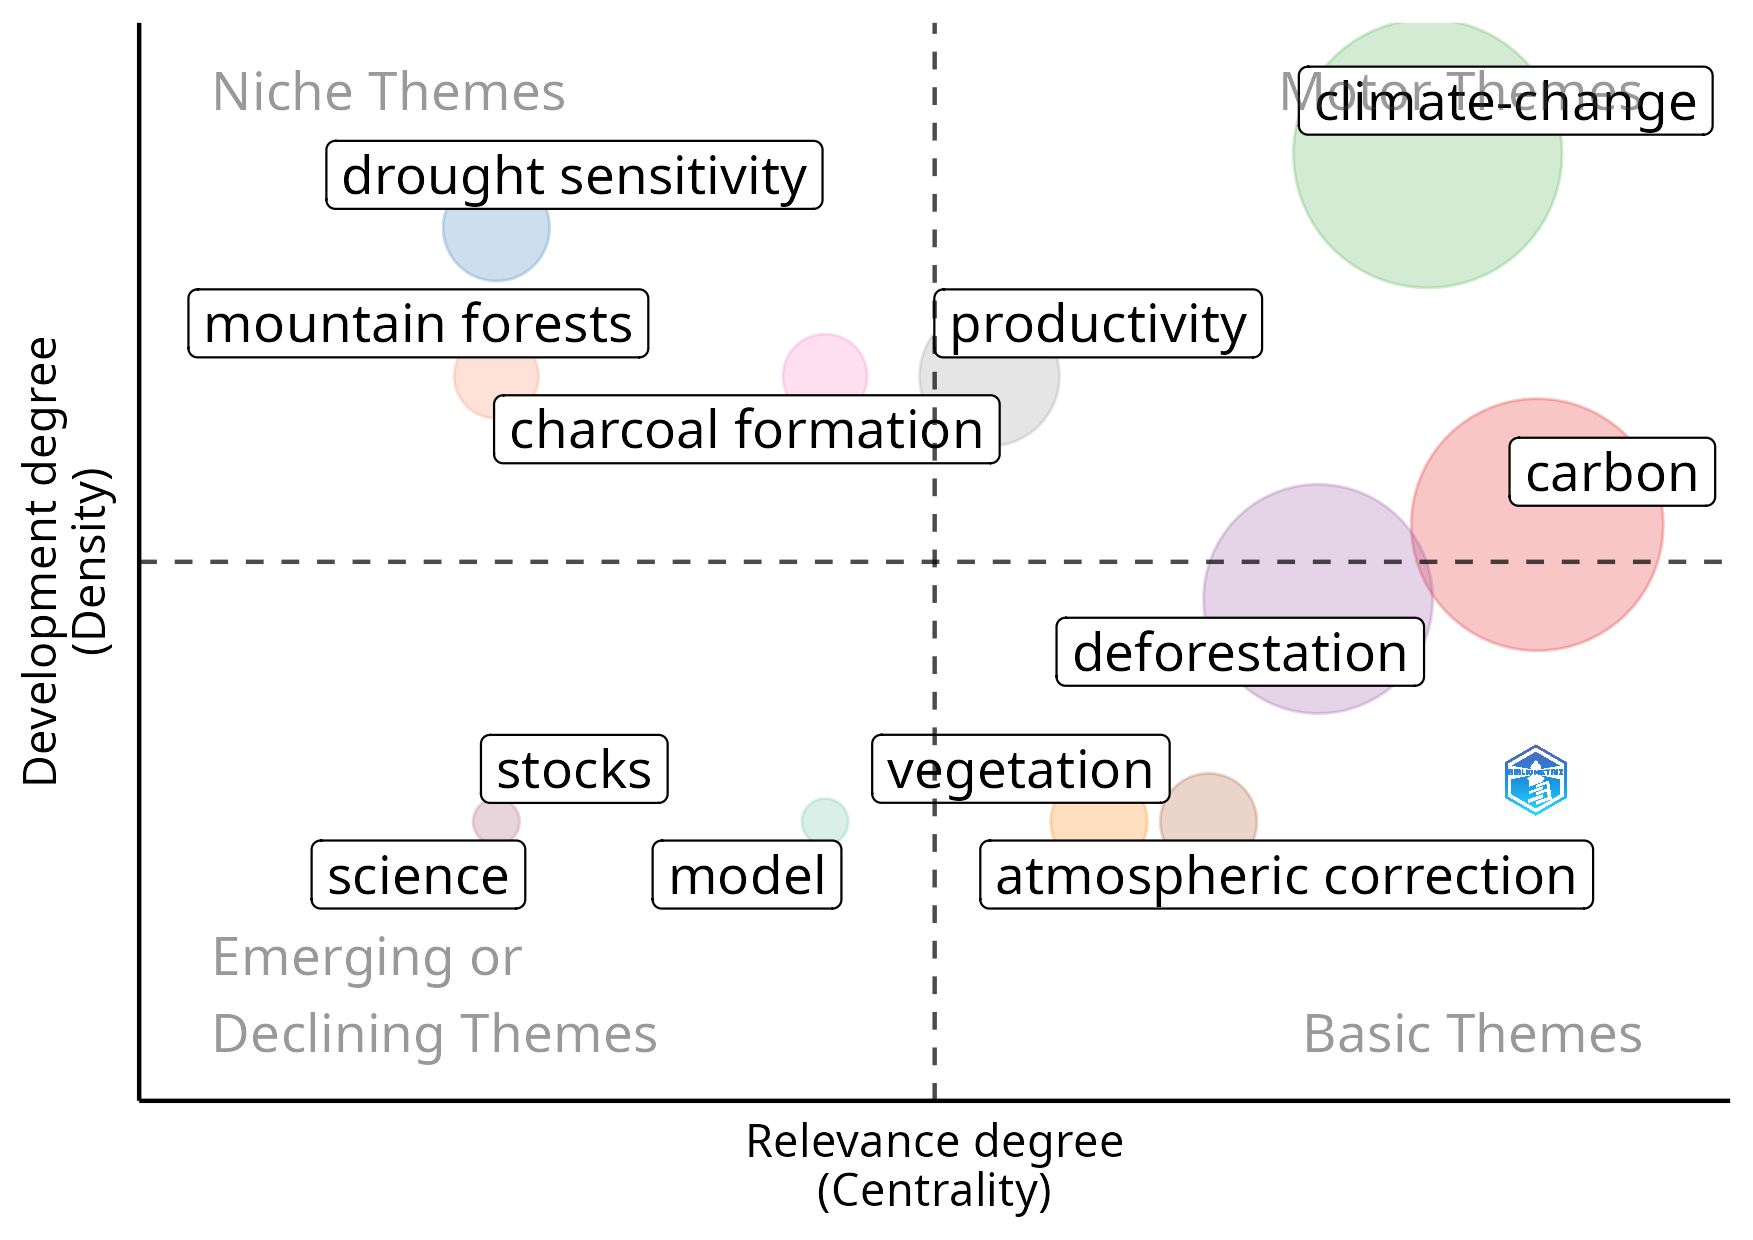 Niche Themes
Motor Themes
climate-change
drought sensitivity
mountain forests
productivity
charcoal formation
carbon
deforestation
stocks
vegetation
BIBLIOMETRIX
science
model
atmospheric correction
Emerging or
Declining Themes
Basic Themes
Development degree
(Density)
Relevance degree
(Centrality)